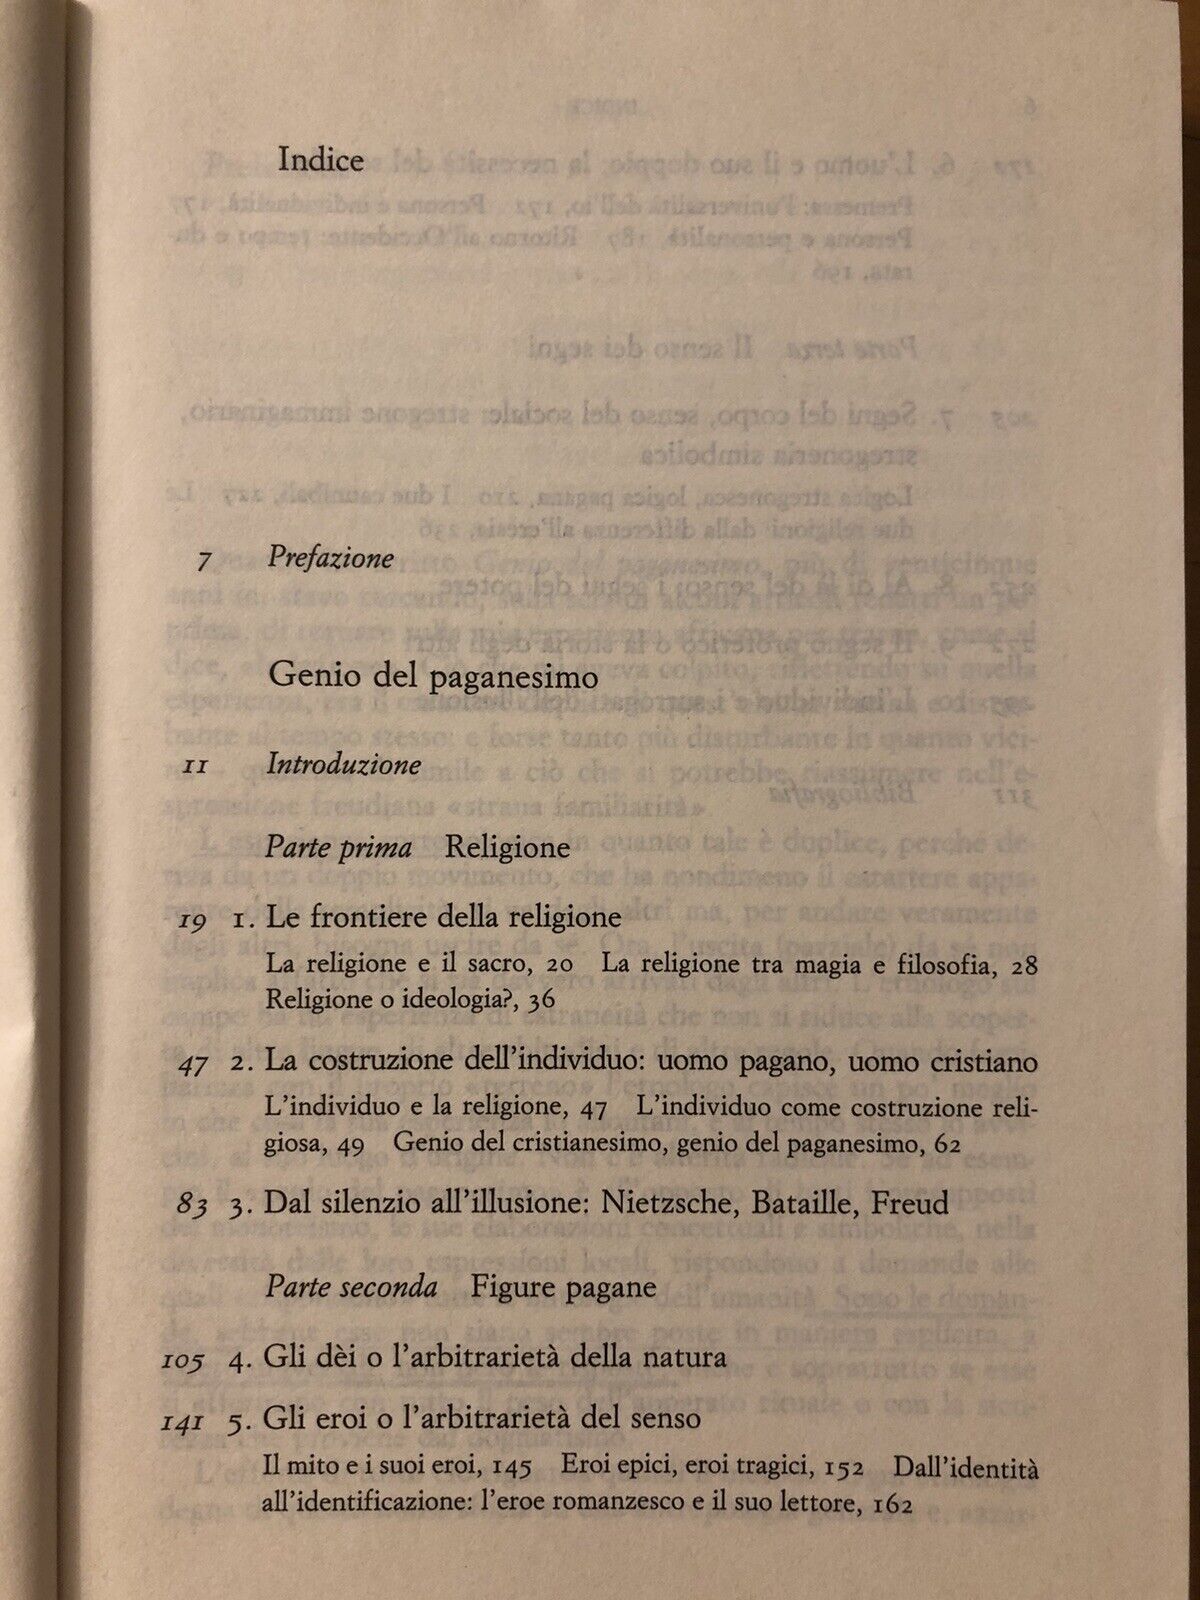 Indice
7 Prefazione
Genio del paganesimo
11 Introduzione
Parte prima Religione
19 1. Le frontiere della religione
La religione e il sacro, 20 La religione tra magia e filosofia, 28
Religione o ideologia?, 36
47 2. La costruzione dell'individuo: uomo pagano, uomo cristiano
L'individuo e la religione, 47 L'individuo come costruzione reli-
giosa, 49 Genio del cristianesimo, genio del paganesimo, 62
83 3. Dal silenzio all'illusione: Nietzsche, Bataille, Freud
Parte seconda Figure pagane
105 4. Gli dèi o l'arbitrarietà della natura
141 5. Gli eroi o l'arbitrarietà del senso
Il mito e i suoi eroi, 145 Eroi epici, eroi tragici, 152 Dall'identità
all'identificazione: l'eroe romanzesco e il suo lettore, 162